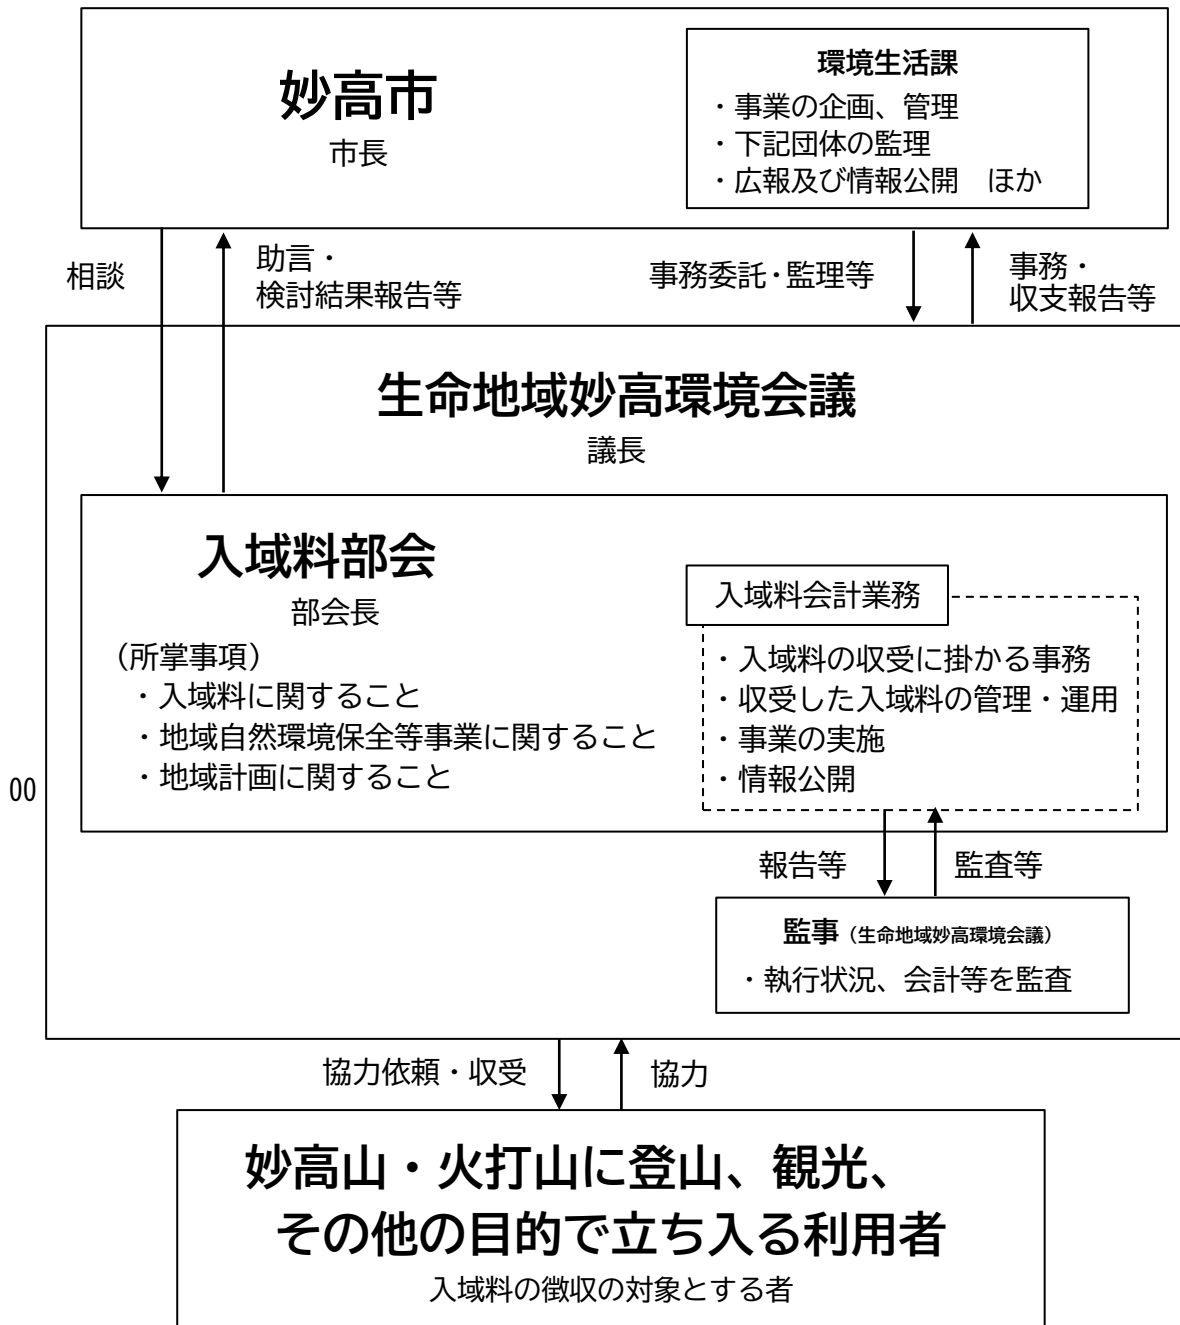 妙高市
市長
環境生活課
・事業の企画、管理
・下記団体の監理
・広報及び情報公開　ほか
相談
助言・
検討結果報告等
事務委託・監理等
事務・
収支報告等
生命地域妙高環境会議
議長
入域料部会
部会長
（所掌事項）
・入域料に関すること
・地域自然環境保全等事業に関すること
・地域計画に関すること
入域料会計業務
・入域料の収受に掛かる事務
・収受した入域料の管理・運用
・事業の実施
・情報公開
00
報告等
監査等
監事（生命地域妙高環境会議）
・執行状況、会計等を監査
協力依頼・収受
協力
妙高山・火打山に登山、観光、
その他の目的で立ち入る利用者
入域料の徴収の対象とする者